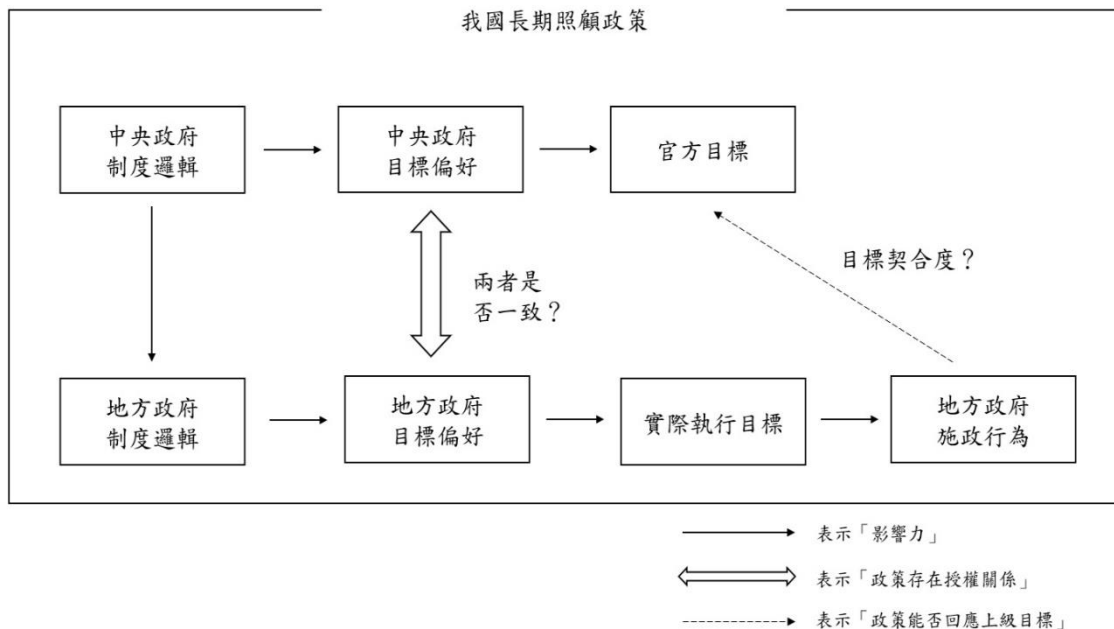 我國長期照顧政策
中央政府
制度邏輯
中央政府
目標偏好
官方目標
兩者是
否一致？
目標契合度？
地方政府
制度邏輯
地方政府
目標偏好
實際執行目標
地方政府
施政行為
表示「影響力」
表示「政策存在授權關係」
表示「政策能否回應上級目標」